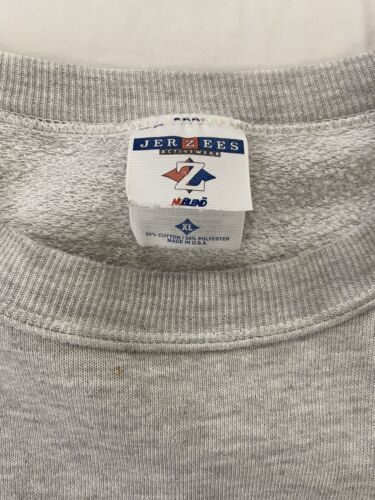 JERZEES
ACTIVEWEAR
Z
NUBLEND
XL
50% COTTON / 50% POLYESTER
MADE IN U.S.A.